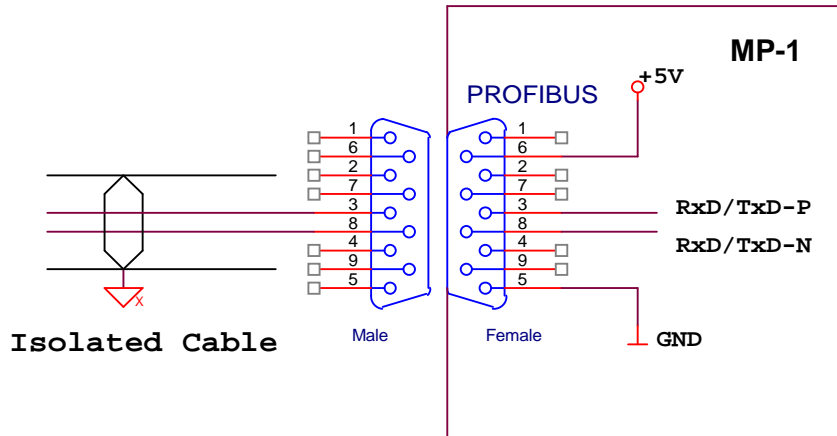 MP-1
+5V
PROFIBUS
1 1
6 6
2 2
7 7
3 3 RxD/TxD-P
8 8
RxD/TxD-N
4 4
9 9
5 5
x
Male Female GND
Isolated Cable